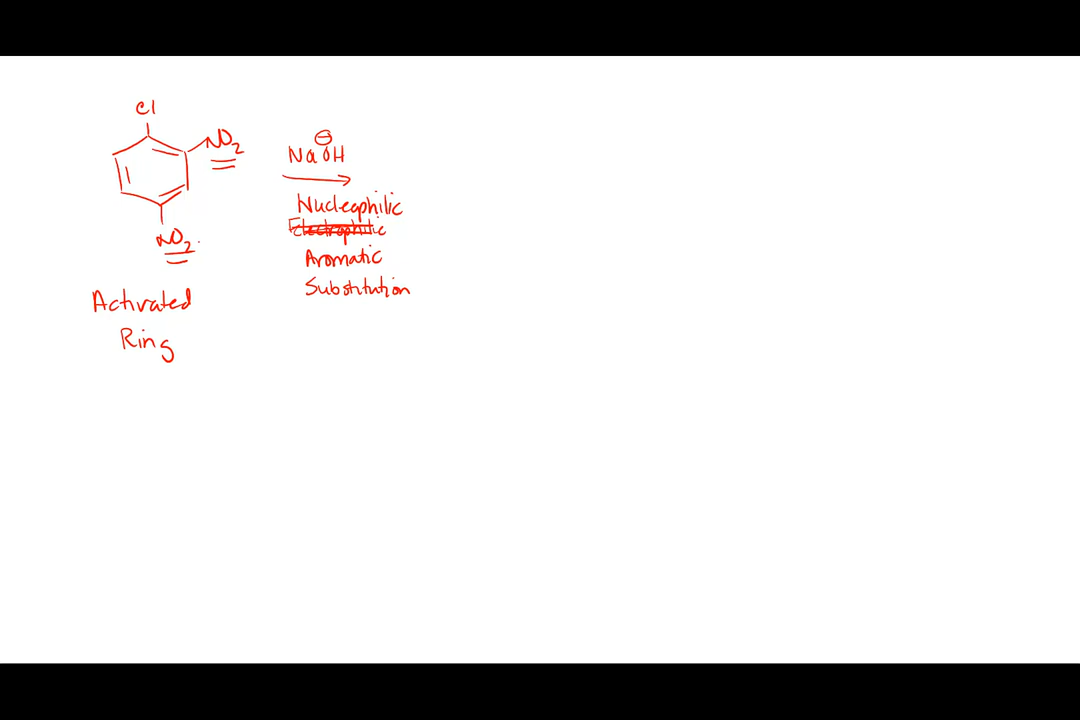 Cl
NO2
NaOH
Nucleophilic
Electrophilic
Aromatic
NO2
Substitution
Activated
Ring